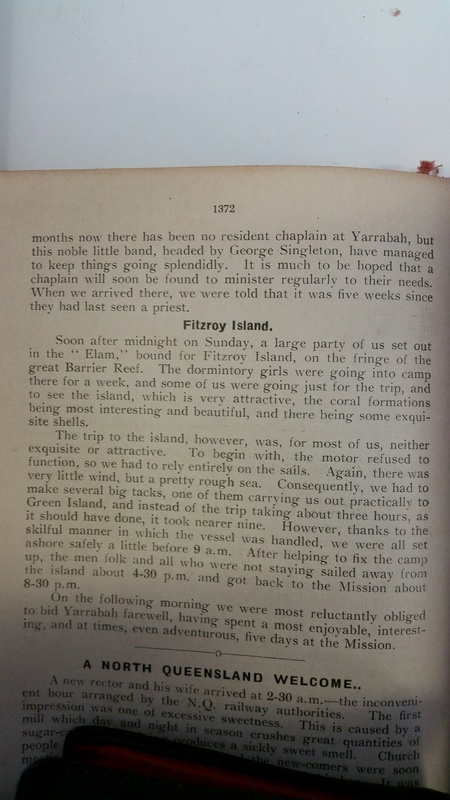 1372
months now there has been no resident chaplain at Yarrabah, but
this noble little band, headed by George Singleton, have managed
to keep things going splendidly. It is much to be hoped that a
chaplain will soon be found to minister regularly to their needs.
When we arrived there, we were told that it was five weeks since
they had last seen a priest.
Fitzroy Island.
Soon after midnight on Sunday, a large party of us set out
in the " Elam," bound for Fitzroy Island, on the fringe of the
great Barrier Reef. The dormintory girls were going into camp
there for a week, and some of us were going just for the trip, and
to see the island, which is very attractive, the coral formations
being most interesting and beautiful, and there being some exqui-
site shells.
The trip to the island, however, was, for most of us, neither
exquisite or attractive. To begin with, the motor refused to
function, so we had to rely entirely on the sails. Again, there was
very little wind, but a pretty rough sea. Consequently, we had to
make several big tacks, one of them carrying us out practically to
Green Island, and instead of the trip taking about three hours, as
it should have done, it took nearer nine. However, thanks to the
skilful manner in which the vessel was handled, we were all set
ashore safely a little before 9 a.m. After helping to fix the camp
up, the men folk and all who were not staying sailed away from
the island about 4-30 p.m. and got back to the Mission about
8-30 p.m.
On the following morning we were most reluctantly obliged
to bid Yarrabah farewell, having spent a most enjoyable, interest-
ing, and at times, even adventurous, five days at the Mission.
A NORTH QUEENSLAND WELCOME..
A new rector and his wife arrived at 2-30 a.m.—the inconveni-
ent hour arranged by the N.Q. railway authorities. The first
impression was one of excessive sweetness. This is caused by a
mill which day and night in season crushes great quantities of
produces a sickly sweet smell. Church
people the new-comers were soon
It was